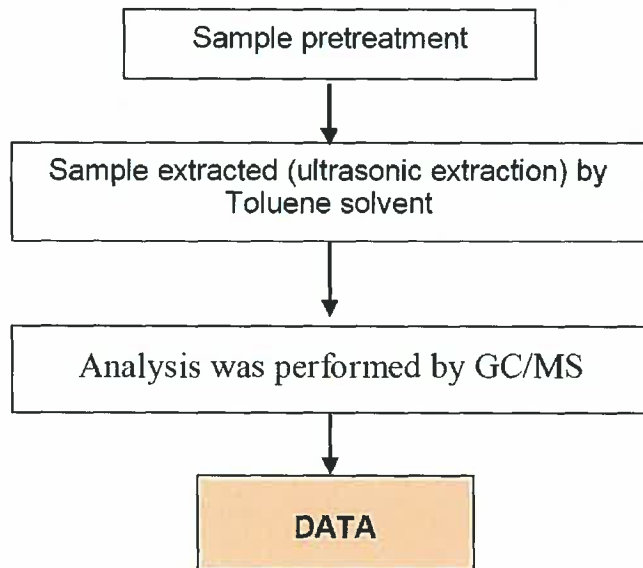 Sample pretreatment
Sample extracted (ultrasonic extraction) by
Toluene solvent
Analysis was performed by GC/MS
DATA